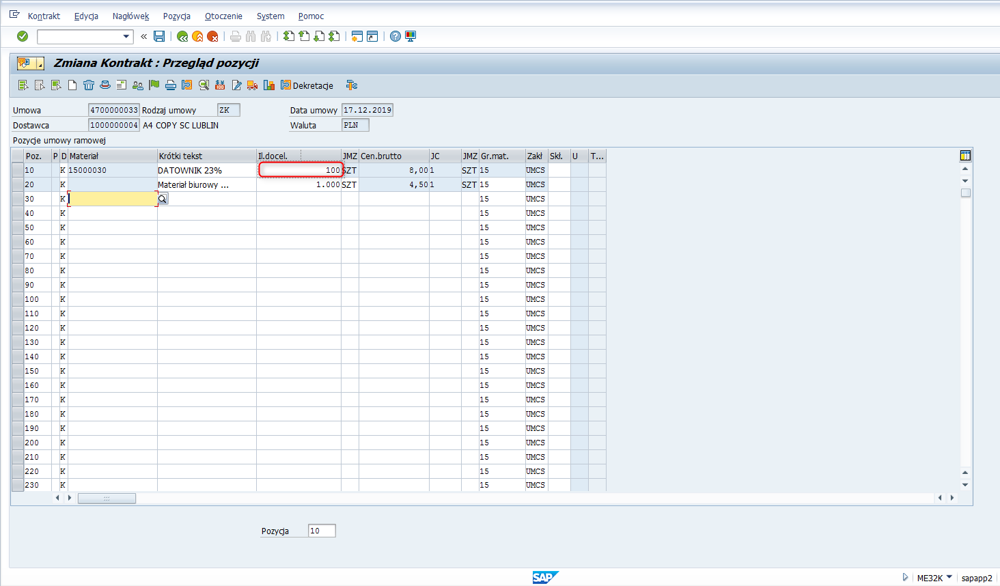 Kontrakt Edycja Nagłówek Pozycja Otoczenie System Pomoc
Zmiana Kontrakt : Przegląd pozycji
Dekretacje
Umowa 4700000033 Rodzaj umowy ZK Data umowy 17.12.2019
Dostawca 1000000004 A4 COPY SC LUBLIN Waluta PLN
Pozycje umowy ramowej
Poz. P D Materiał Krótki tekst Il.docel. JMZ Cen.brutto JC JMZ Gr.mat. Zakł Skł. U T...
10 K 15000030 DATOWNIK 23% 100 SZT 8,00 1 SZT 15 UMCS
20 K Materiał biurowy ... 1.000 SZT 4,50 1 SZT 15 UMCS
30 K 15 UMCS
40 K 15 UMCS
50 K 15 UMCS
60 K 15 UMCS
70 K 15 UMCS
80 K 15 UMCS
90 K 15 UMCS
100 K 15 UMCS
110 K 15 UMCS
120 K 15 UMCS
130 K 15 UMCS
140 K 15 UMCS
150 K 15 UMCS
160 K 15 UMCS
170 K 15 UMCS
180 K 15 UMCS
190 K 15 UMCS
200 K 15 UMCS
210 K 15 UMCS
220 K 15 UMCS
230 K 15 UMCS
Pozycja 10
SAP ME32K sapapp2